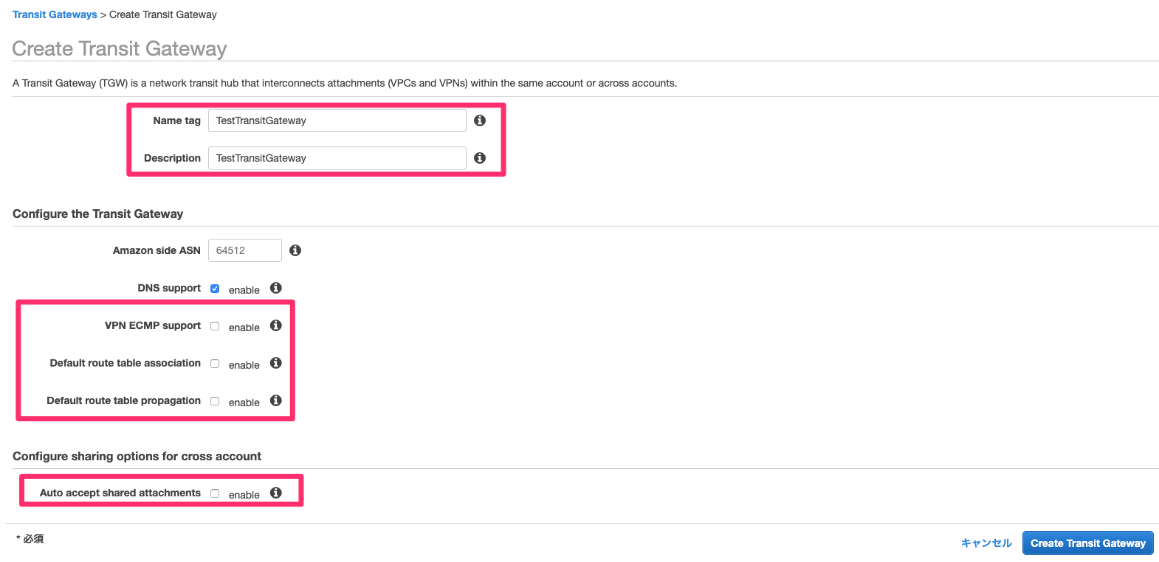 Transit Gateways > Create Transit Gateway
Create Transit Gateway
A Transit Gateway (TGW) is a network transit hub that interconnects attachments (VPCs and VPNs) within the same account or across accounts.
Name tag TestTransitGateway
Description TestTransitGateway
Configure the Transit Gateway
Amazon side ASN 64512
DNS support enable
VPN ECMP support enable
Default route table association enable
Default route table propagation enable
Configure sharing options for cross account
Auto accept shared attachments enable
* 必須
キャンセル Create Transit Gateway